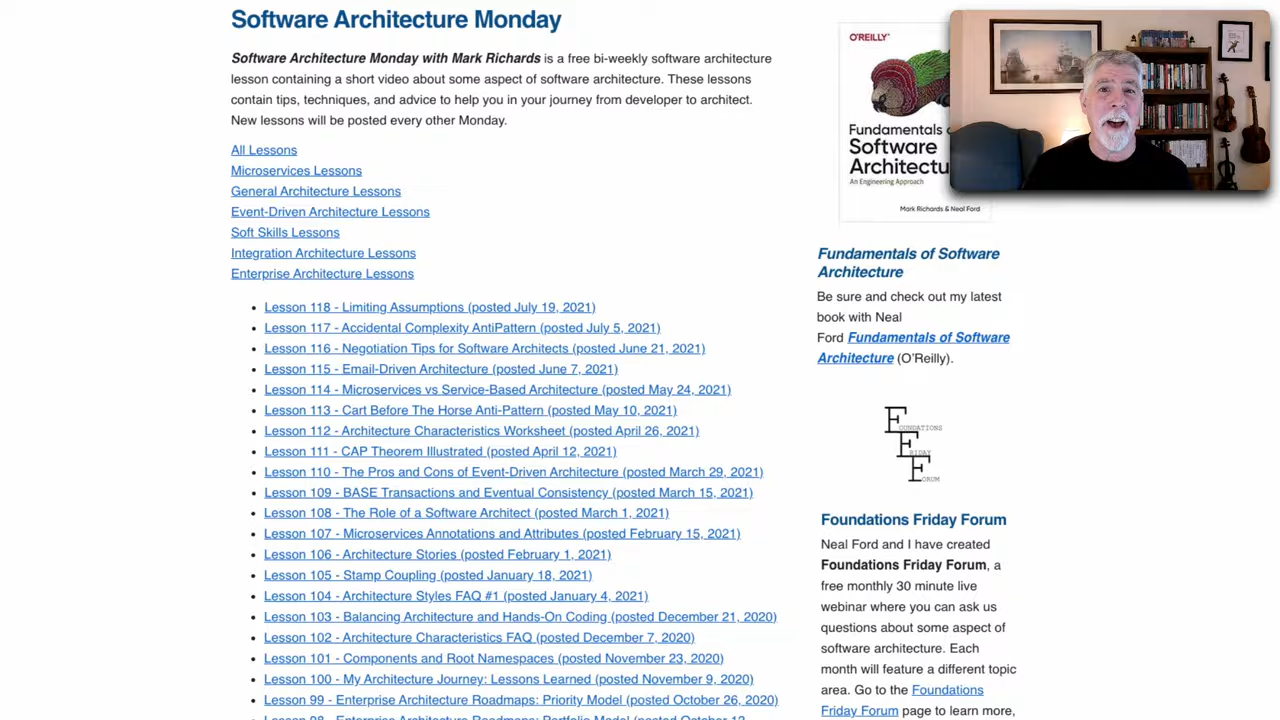 Software Architecture Monday
Software Architecture Monday with Mark Richards is a free bi-weekly software architecture
lesson containing a short video about some aspect of software architecture. These lessons
contain tips, techniques, and advice to help you in your journey from developer to architect.
New lessons will be posted every other Monday.
All Lessons
Microservices Lessons
General Architecture Lessons
Event-Driven Architecture Lessons
Soft Skills Lessons
Integration Architecture Lessons
Enterprise Architecture Lessons
Lesson 118 - Limiting Assumptions (posted July 19, 2021)
Lesson 117 - Accidental Complexity AntiPattern (posted July 5, 2021)
Lesson 116 - Negotiation Tips for Software Architects (posted June 21, 2021)
Lesson 115 - Email-Driven Architecture (posted June 7, 2021)
Lesson 114 - Microservices vs Service-Based Architecture (posted May 24, 2021)
Lesson 113 - Cart Before The Horse Anti-Pattern (posted May 10, 2021)
Lesson 112 - Architecture Characteristics Worksheet (posted April 26, 2021)
Lesson 111 - CAP Theorem Illustrated (posted April 12, 2021)
Lesson 110 - The Pros and Cons of Event-Driven Architecture (posted March 29, 2021)
Lesson 109 - BASE Transactions and Eventual Consistency (posted March 15, 2021)
Lesson 108 - The Role of a Software Architect (posted March 1, 2021)
Lesson 107 - Microservices Annotations and Attributes (posted February 15, 2021)
Lesson 106 - Architecture Stories (posted February 1, 2021)
Lesson 105 - Stamp Coupling (posted January 18, 2021)
Lesson 104 - Architecture Styles FAQ #1 (posted January 4, 2021)
Lesson 103 - Balancing Architecture and Hands-On Coding (posted December 21, 2020)
Lesson 102 - Architecture Characteristics FAQ (posted December 7, 2020)
Lesson 101 - Components and Root Namespaces (posted November 23, 2020)
Lesson 100 - My Architecture Journey: Lessons Learned (posted November 9, 2020)
Lesson 99 - Enterprise Architecture Roadmaps: Priority Model (posted October 26, 2020)
Lesson 98 - Enterprise Architecture Roadmaps: Portfolio Model (posted October 12,
O'REILLY
Fundamentals o
Software
Architectu
An Engineering Approach
Mark Richards & Neal Ford
Fundamentals of Software
Architecture
Be sure and check out my latest
book with Neal
Ford Fundamentals of Software
Architecture (O'Reilly).
FOUNDATIONS
FRIDAY
FORUM
Foundations Friday Forum
Neal Ford and I have created
Foundations Friday Forum, a
free monthly 30 minute live
webinar where you can ask us
questions about some aspect of
software architecture. Each
month will feature a different topic
area. Go to the Foundations
Friday Forum page to learn more,